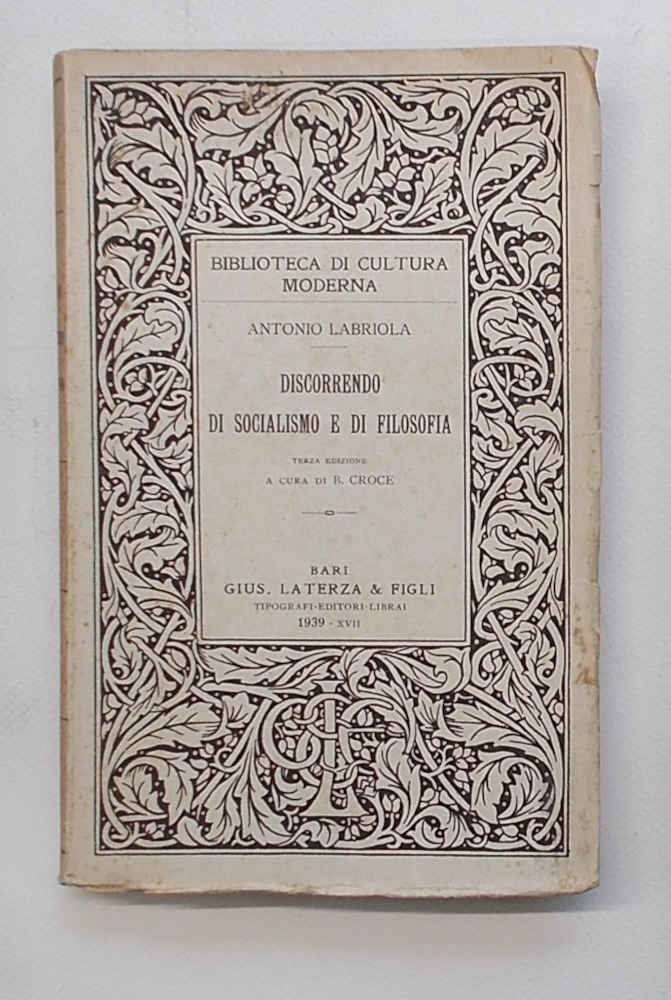 BIBLIOTECA DI CULTURA
MODERNA
ANTONIO LABRIOLA
DISCORRENDO
DI SOCIALISMO E DI FILOSOFIA
TERZA EDIZIONE
A CURA DI B. CROCE
BARI
GIUS. LATERZA & FIGLI
TIPOGRAFI-EDITORI-LIBRAI
1939 - XVII